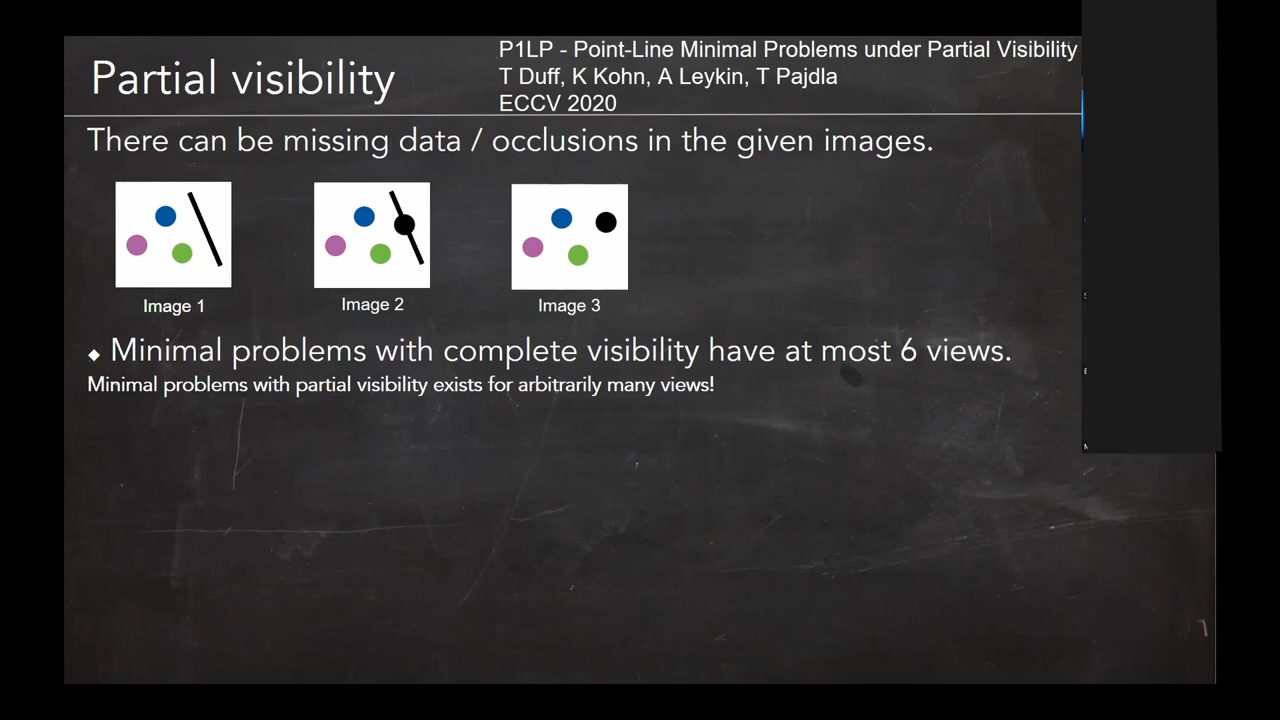 Partial visibility
P1LP - Point-Line Minimal Problems under Partial Visibility
T Duff, K Kohn, A Leykin, T Pajdla
ECCV 2020
There can be missing data / occlusions in the given images.
Image 1
Image 2
Image 3
◆ Minimal problems with complete visibility have at most 6 views.
Minimal problems with partial visibility exists for arbitrarily many views!